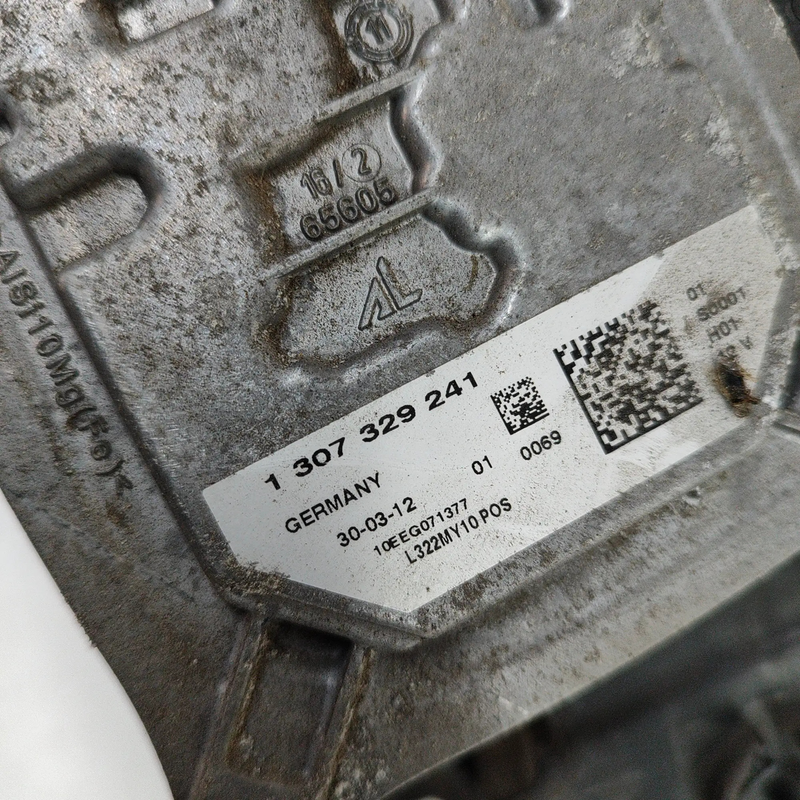 11
16/2
65605
AL
AlSi10Mg(Fe)<
1 307 329 241
GERMANY
30-03-12
01 0069
10EEG071377
L322MY10 POS
01
S0001
H01
V